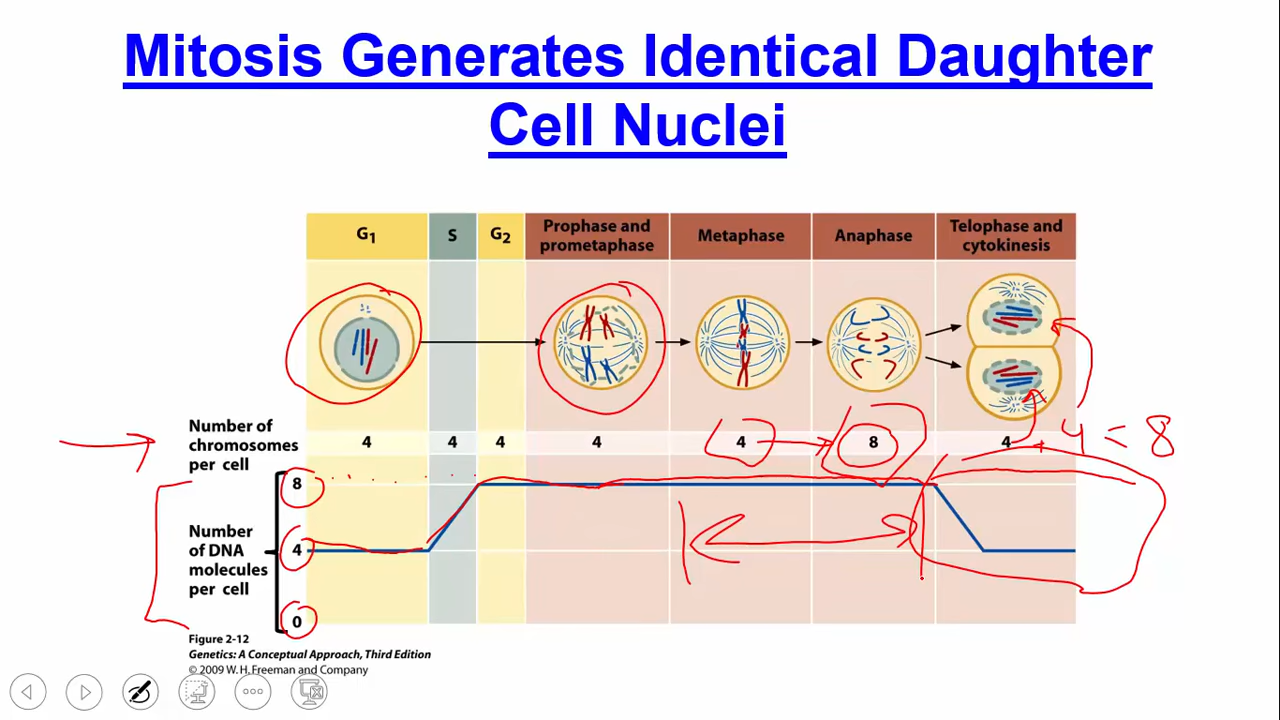 Mitosis Generates Identical Daughter
Cell Nuclei
G1 S G2 Prophase and prometaphase Metaphase Anaphase Telophase and cytokinesis
Number of
chromosomes
per cell
4 4 4 4 4 8 4 + 4 = 8
8
Number
of DNA
molecules
per cell
4
0
Figure 2-12
Genetics: A Conceptual Approach, Third Edition
© 2009 W. H. Freeman and Company